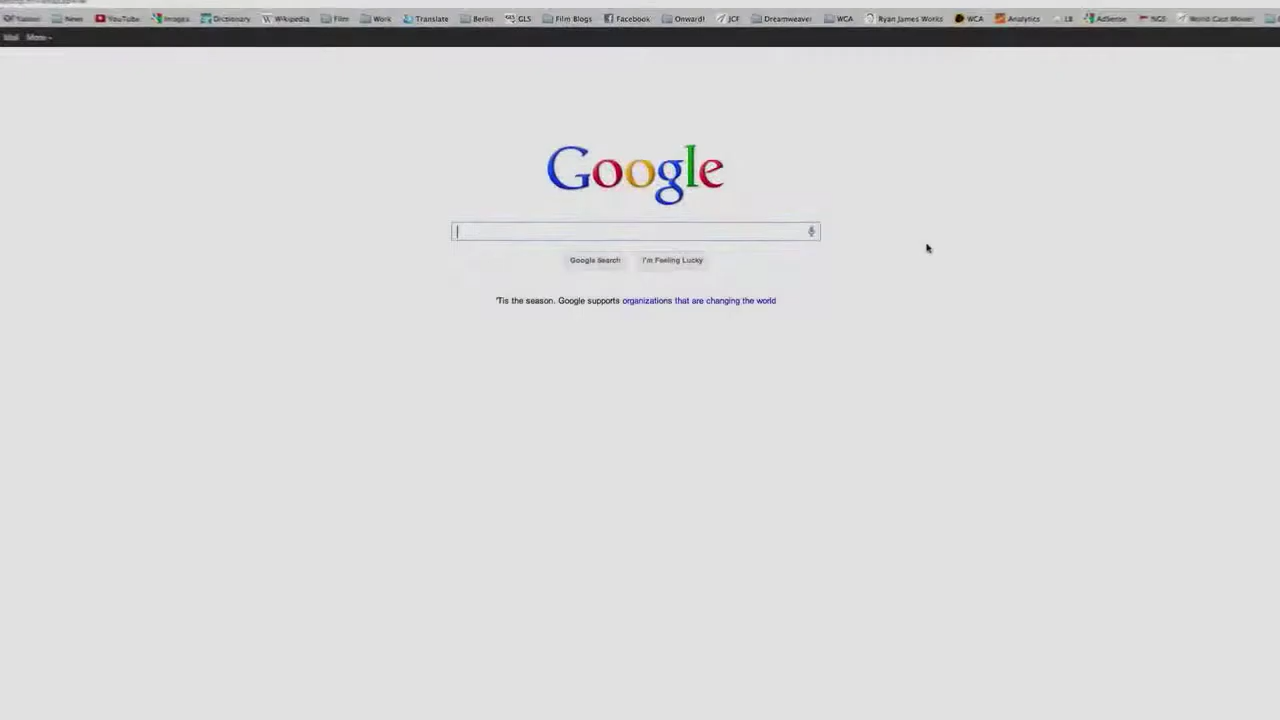 News YouTube Images Dictionary Wikipedia Film Work Translate Berlin GLS Film Blogs Facebook Onward! JCF Dreamweaver WCA Ryan James Works WCA Analytics LB AdSense NGS World Cast Move!
Mail More
Google
Google Search I'm Feeling Lucky
'Tis the season. Google supports organizations that are changing the world